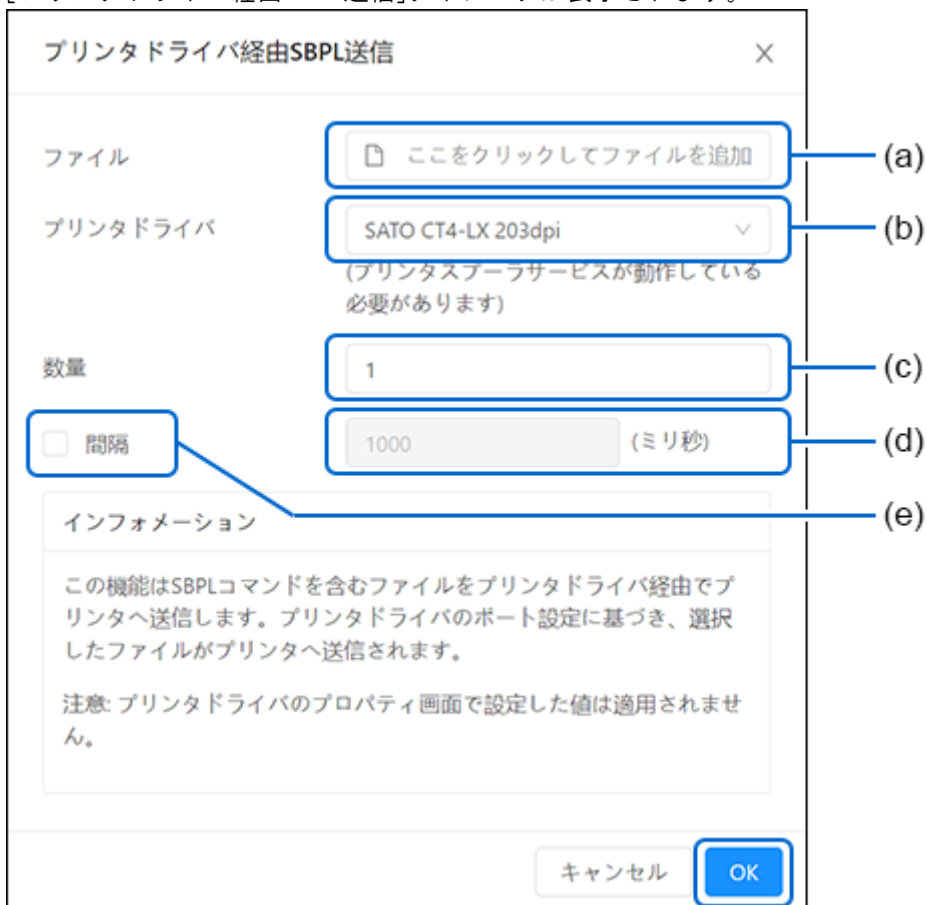 プリンタドライバ経由SBPL送信
ファイル
ここをクリックしてファイルを追加
(a)
プリンタドライバ
SATO CT4-LX 203dpi
(b)
(プリンタスプーラサービスが動作している
必要があります)
数量
1
(c)
間隔
1000
(ミリ秒)
(d)
(e)
インフォメーション
この機能はSBPLコマンドを含むファイルをプリンタドライバ経由でプ
リンタへ送信します。プリンタドライバのポート設定に基づき、選択
したファイルがプリンタへ送信されます。
注意: プリンタドライバのプロパティ画面で設定した値は適用されませ
ん。
キャンセル
OK